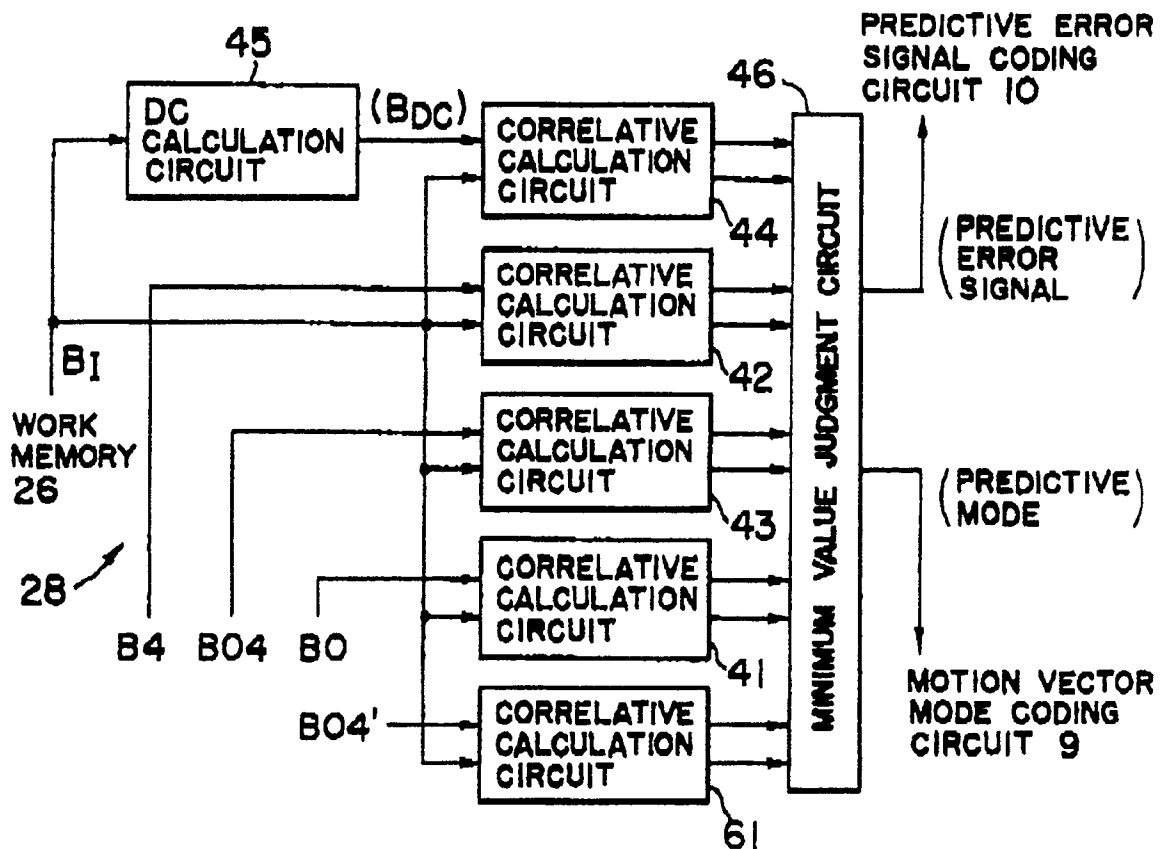 PREDICTIVE ERROR
SIGNAL CODING
CIRCUIT 10
45
46
DC
CALCULATION
CIRCUIT
(BDC)
CORRELATIVE
CALCULATION
CIRCUIT
44
(PREDICTIVE
ERROR
SIGNAL)
CORRELATIVE
CALCULATION
CIRCUIT
42
MINIMUM VALUE JUDGMENT CIRCUIT
BI
WORK
MEMORY
26
CORRELATIVE
CALCULATION
CIRCUIT
43
(PREDICTIVE
MODE)
28
CORRELATIVE
CALCULATION
CIRCUIT
41
B4
B04
B0
MOTION VECTOR
MODE CODING
CIRCUIT 9
B04'
CORRELATIVE
CALCULATION
CIRCUIT
61